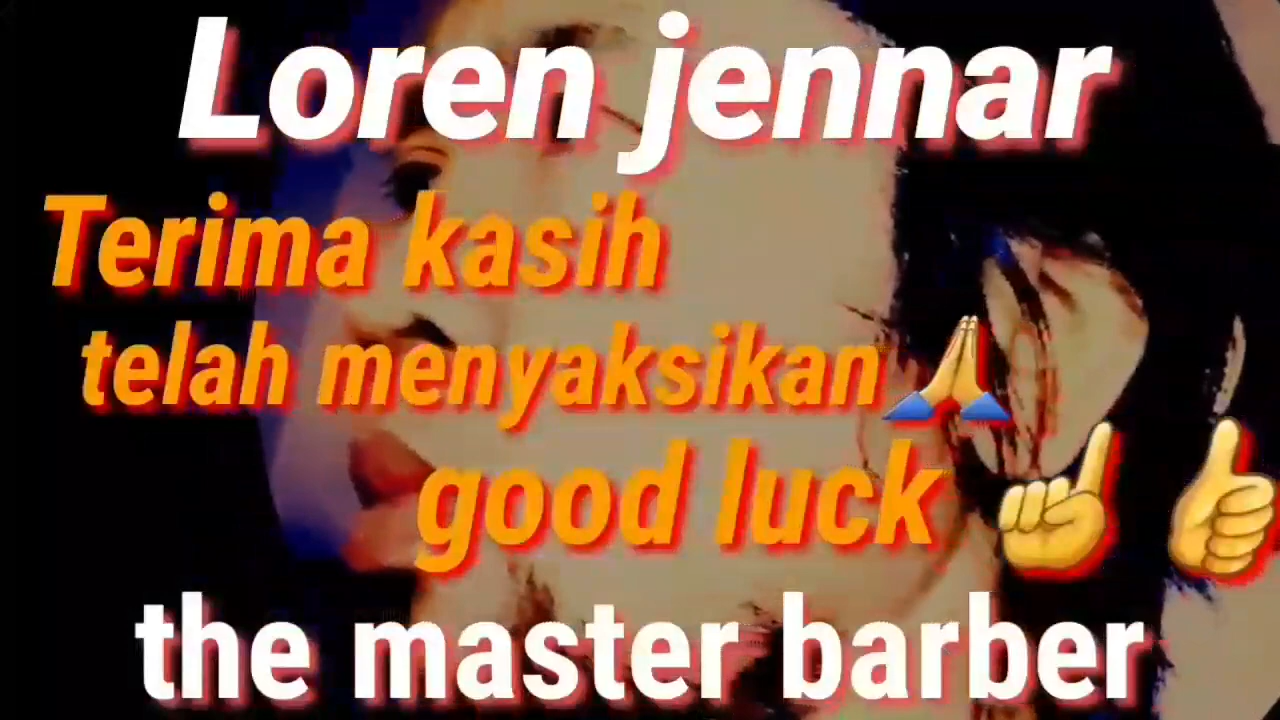 Loren jennar
Terima kasih
telah menyaksikan🙏
good luck ☝👍
the master barber